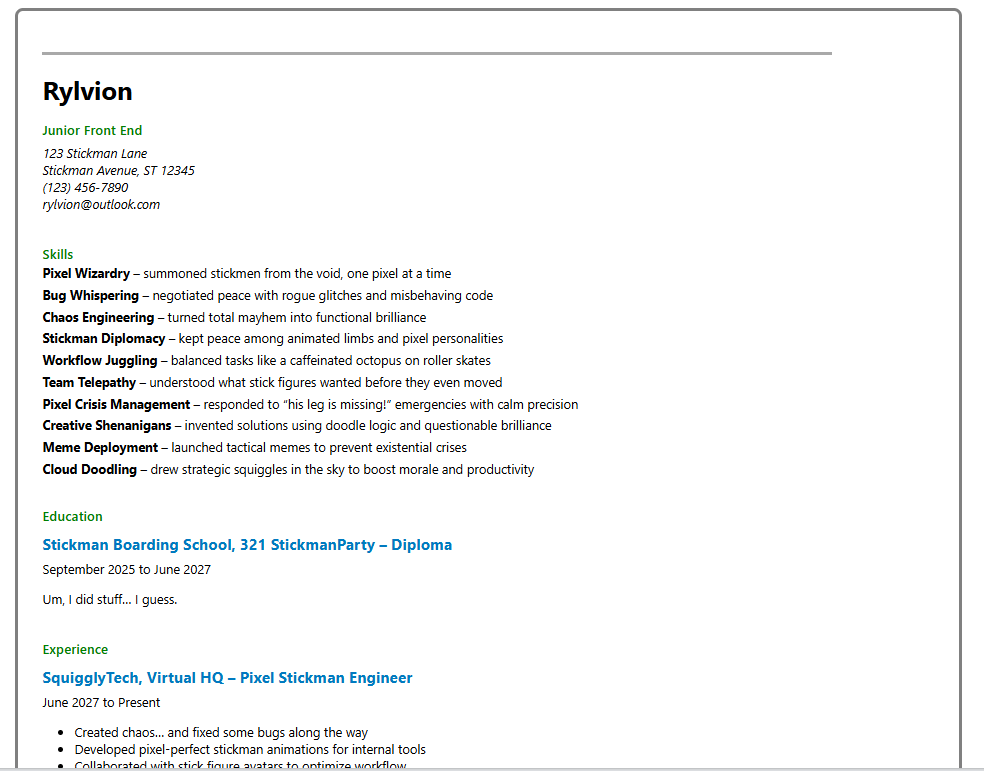 Rylvion
Junior Front End
123 Stickman Lane
Stickman Avenue, ST 12345
(123) 456-7890
rylvion@outlook.com
Skills
Pixel Wizardry – summoned stickmen from the void, one pixel at a time
Bug Whispering – negotiated peace with rogue glitches and misbehaving code
Chaos Engineering – turned total mayhem into functional brilliance
Stickman Diplomacy – kept peace among animated limbs and pixel personalities
Workflow Juggling – balanced tasks like a caffeinated octopus on roller skates
Team Telepathy – understood what stick figures wanted before they even moved
Pixel Crisis Management – responded to “his leg is missing!” emergencies with calm precision
Creative Shenanigans – invented solutions using doodle logic and questionable brilliance
Meme Deployment – launched tactical memes to prevent existential crises
Cloud Doodling – drew strategic squiggles in the sky to boost morale and productivity
Education
Stickman Boarding School, 321 StickmanParty – Diploma
September 2025 to June 2027
Um, I did stuff... I guess.
Experience
SquigglyTech, Virtual HQ – Pixel Stickman Engineer
June 2027 to Present
• Created chaos... and fixed some bugs along the way
• Developed pixel-perfect stickman animations for internal tools
• Collaborated with stick figure avatars to optimize workflow